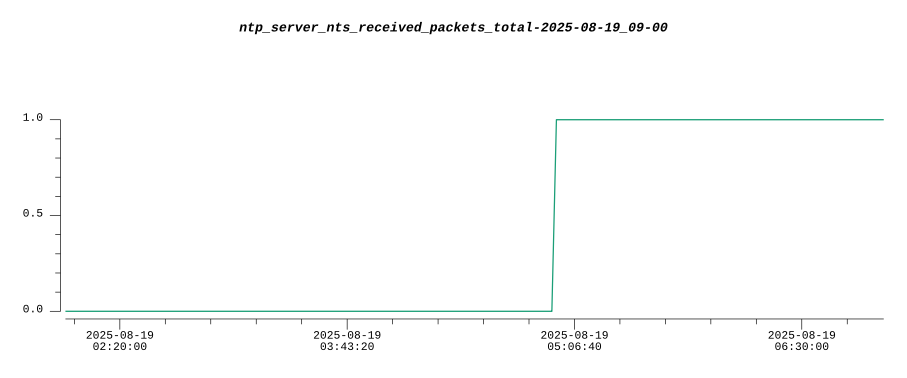 ntp_server_nts_received_packets_total-2025-08-19_09-00
1.0
0.5
0.0
2025-08-19 2025-08-19 2025-08-19 2025-08-19
02:20:00 03:43:20 05:06:40 06:30:00